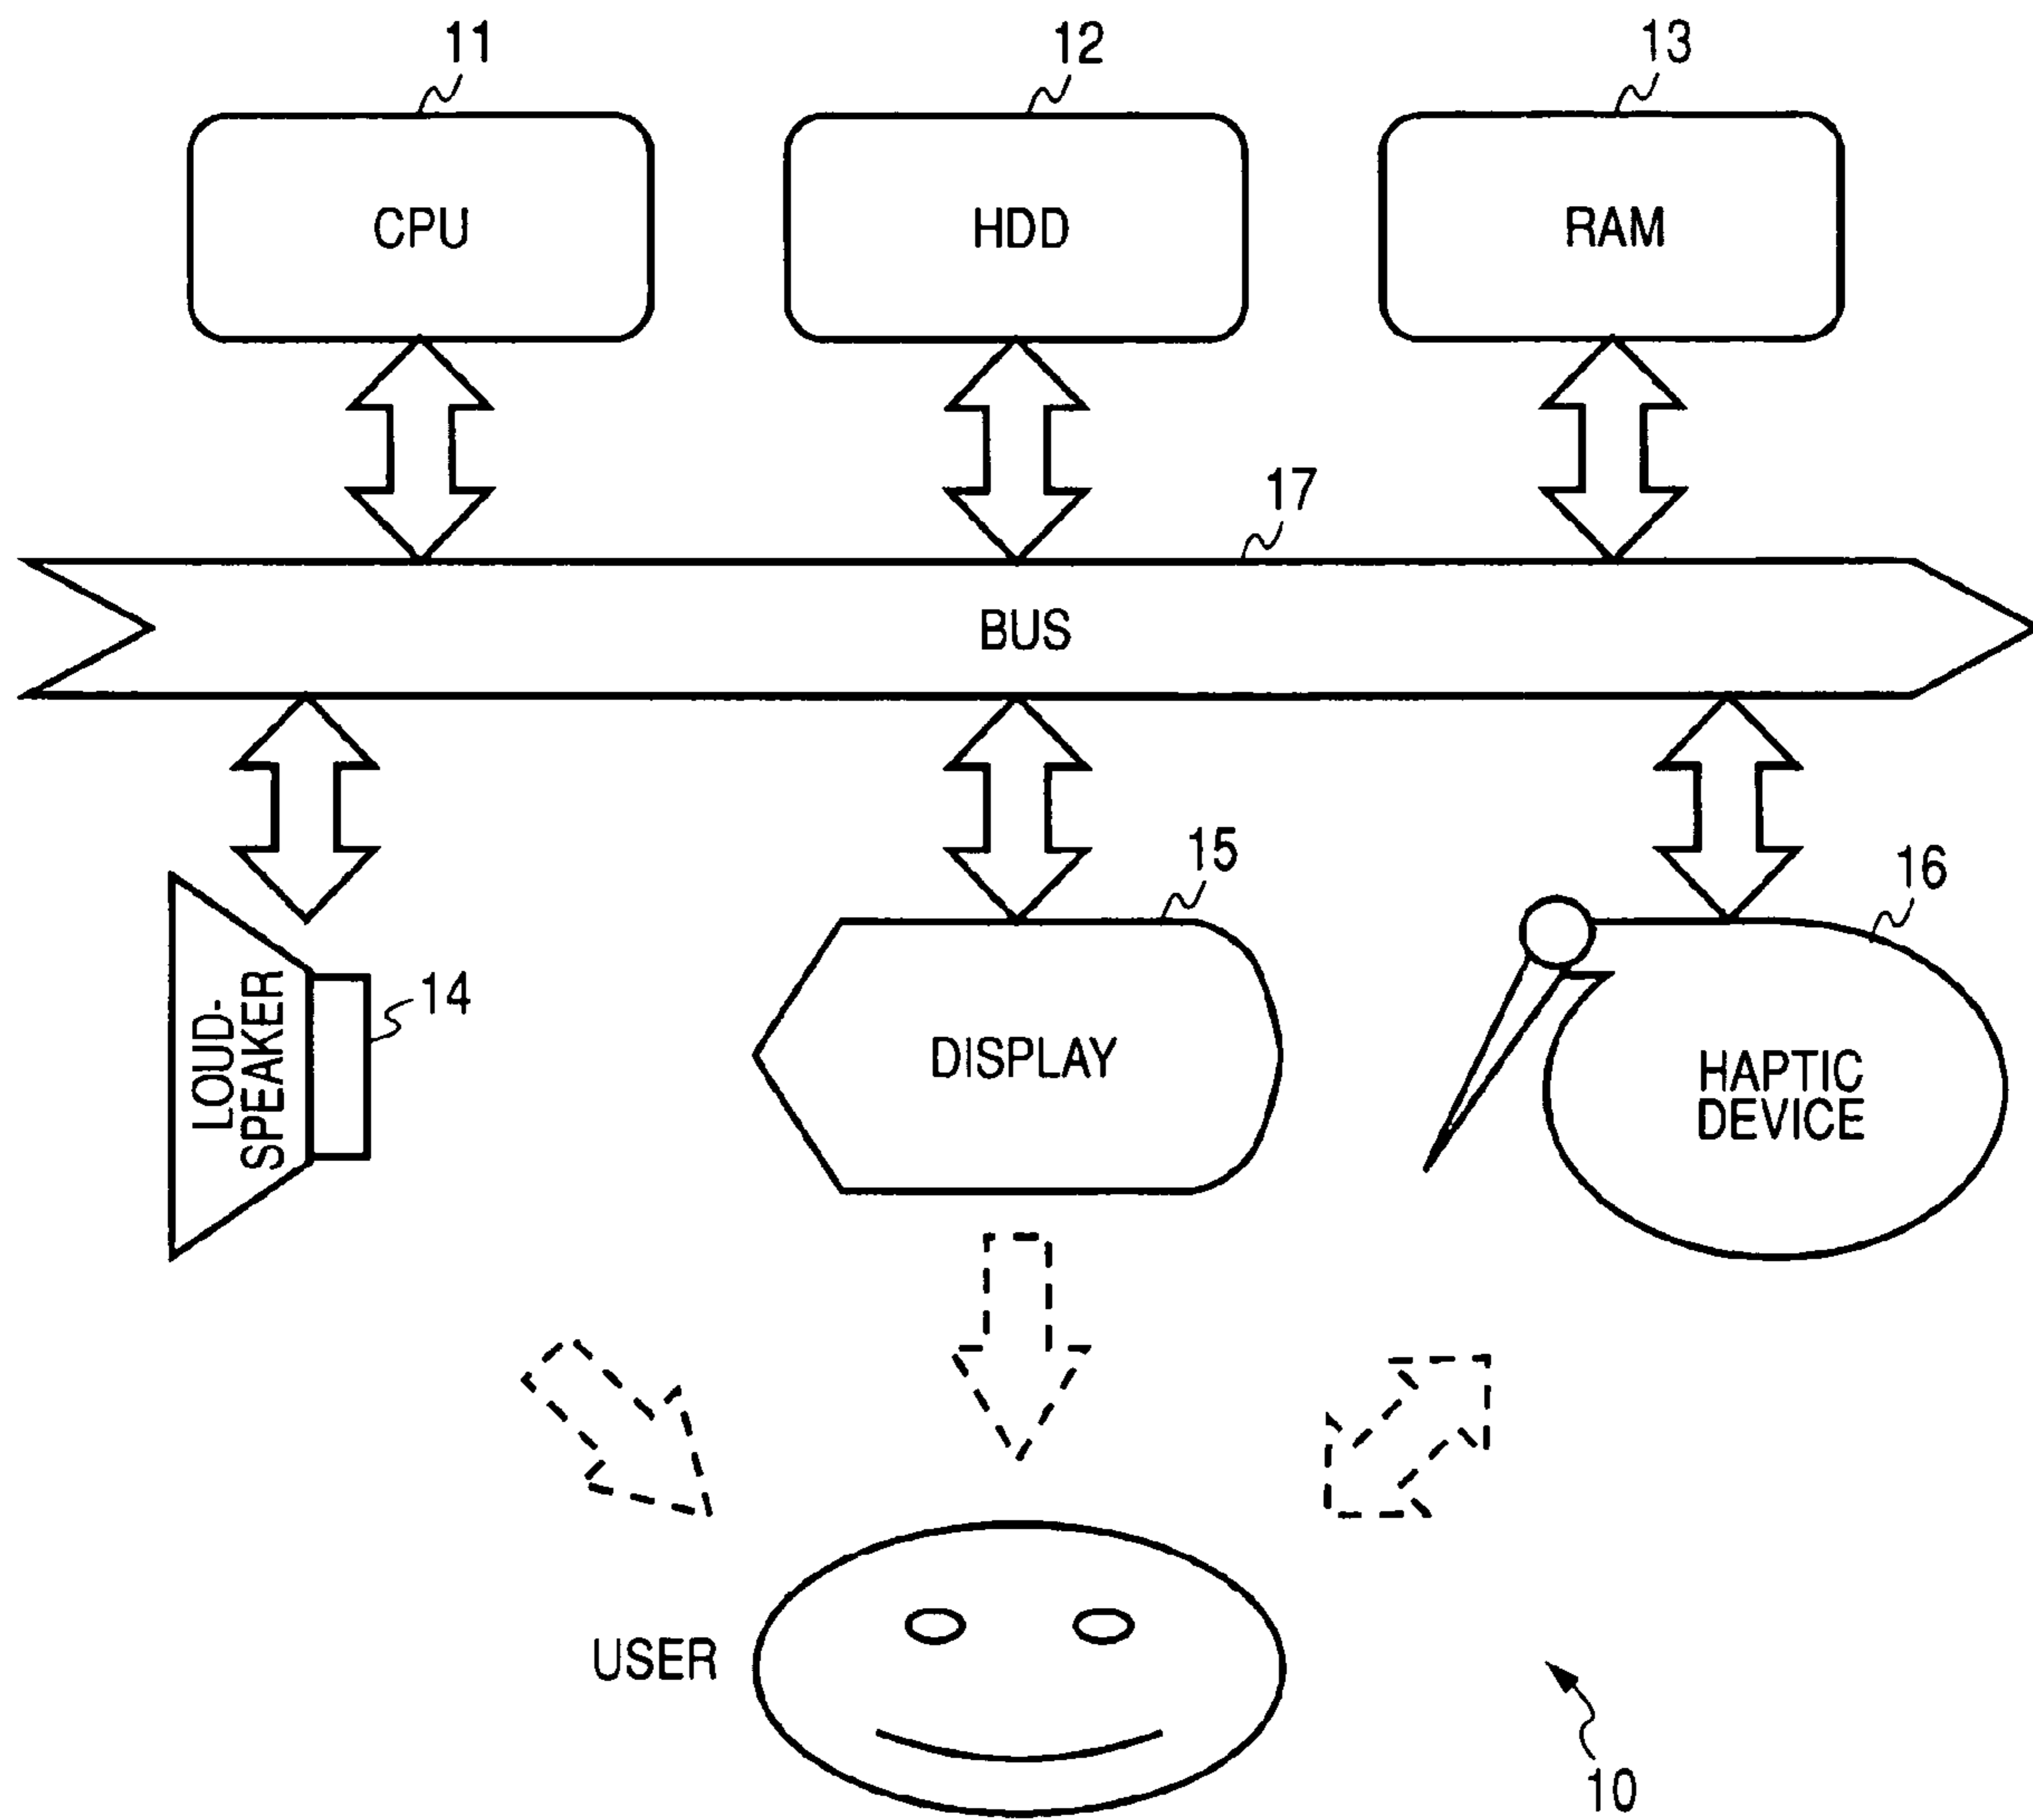 11
12
13
CPU
HDD
RAM
17
BUS
15
16
14
LOUD-
SPEAKER
DISPLAY
HAPTIC
DEVICE
USER
10